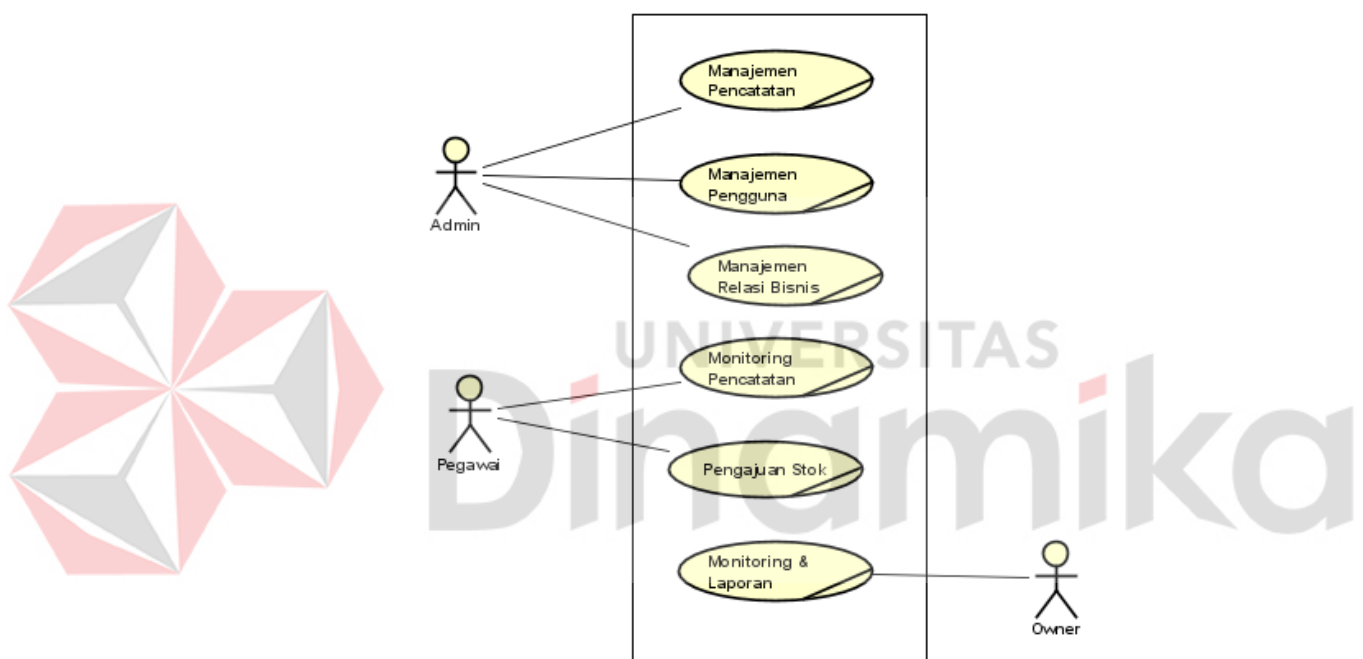 Manajemen
Pencatatan
Admin
Manajemen
Pengguna
Manajemen
Relasi Bisnis
UNIVERSITAS
Dinamika
Monitoring
Pencatatan
Pegawai
Pengajuan Stok
Monitoring &
Laporan
Owner